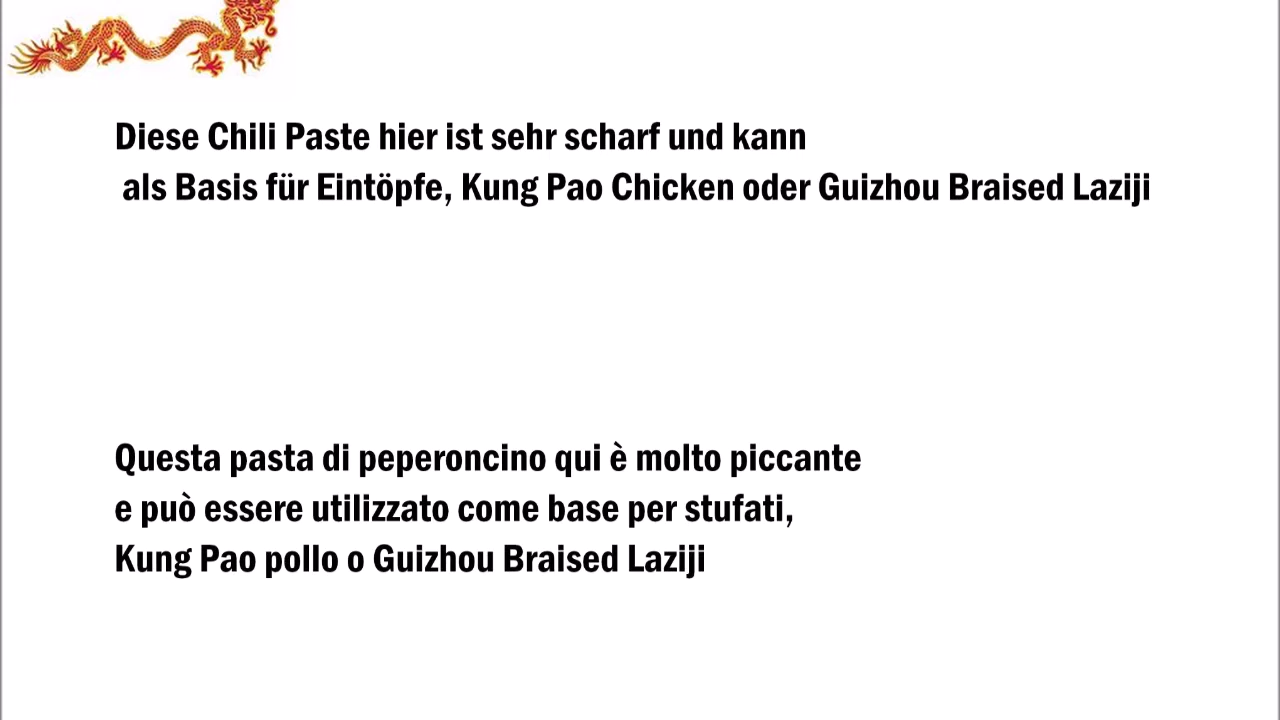 Diese Chili Paste hier ist sehr scharf und kann
als Basis für Eintöpfe, Kung Pao Chicken oder Guizhou Braised Laziji
Questa pasta di peperoncino qui è molto piccante
e può essere utilizzato come base per stufati,
Kung Pao pollo o Guizhou Braised Laziji